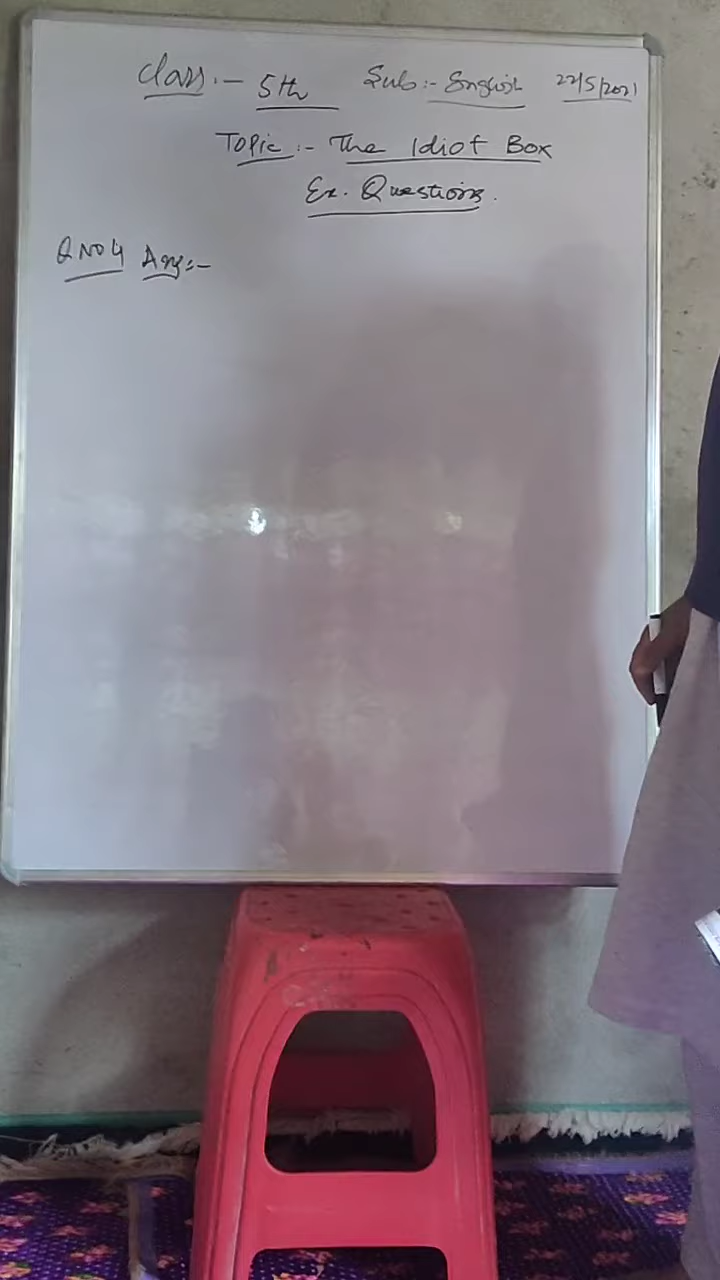 Class:- 5th Sub:- English 22/5/2021
Topic:- The Idiot Box
Ex. Questions.
Q NO 4 Ans:-